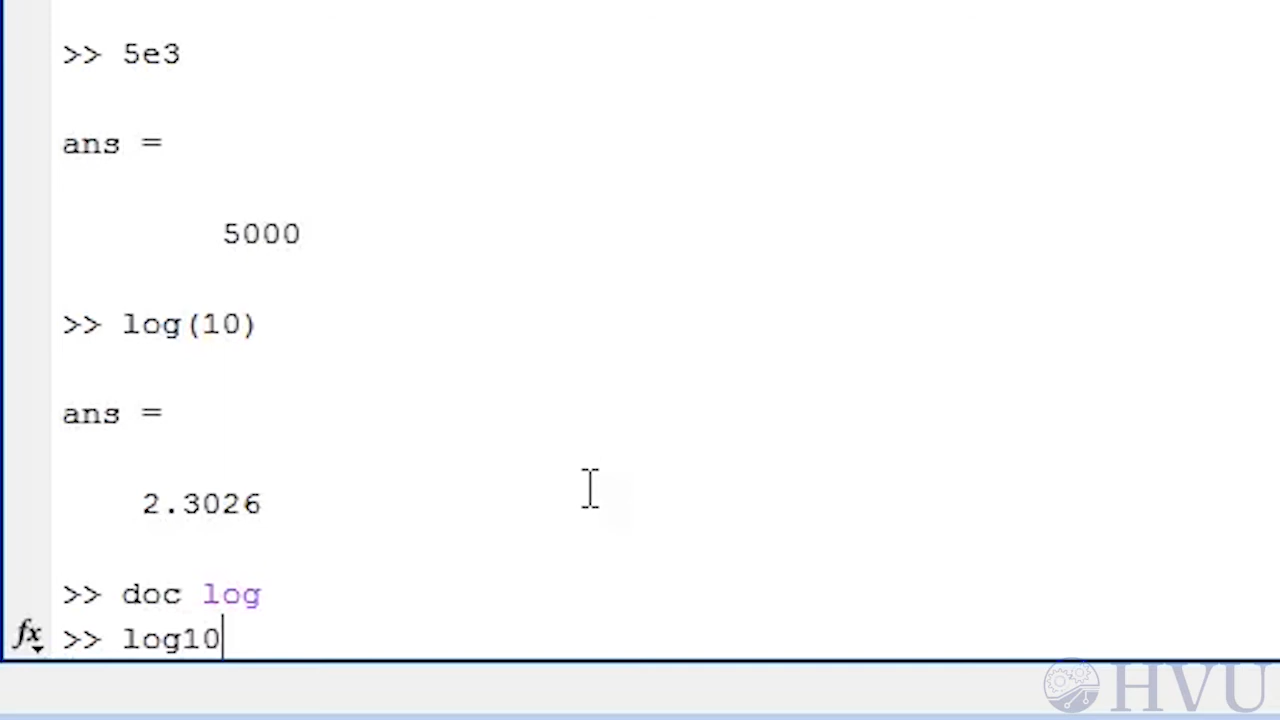 >> 5e3
ans =
5000
>> log(10)
ans =
2.3026
>> doc log
fx >> log10
HVU